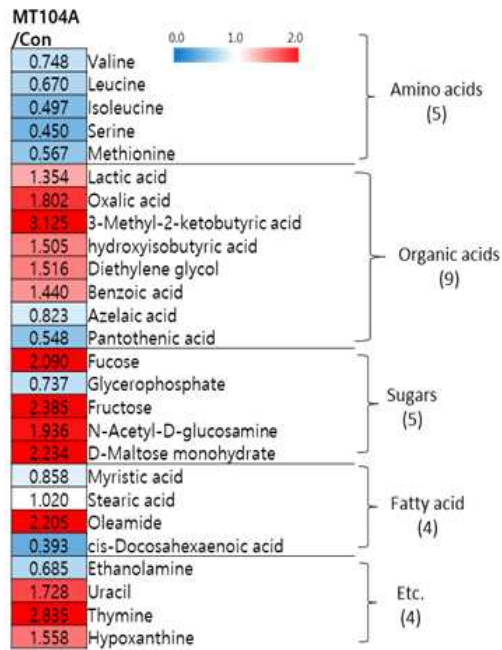 MT104A
/Con
0.0 1.0 2.0
0.748 Valine
0.670 Leucine
0.497 Isoleucine
0.450 Serine
0.567 Methionine
Amino acids
(5)
1.354 Lactic acid
1.802 Oxalic acid
3.125 3-Methyl-2-ketobutyric acid
1.505 hydroxyisobutyric acid
1.516 Diethylene glycol
1.440 Benzoic acid
0.823 Azelaic acid
0.548 Pantothenic acid
Organic acids
(9)
2.090 Fucose
0.737 Glycerophosphate
2.385 Fructose
1.936 N-Acetyl-D-glucosamine
2.234 D-Maltose monohydrate
Sugars
(5)
0.858 Myristic acid
1.020 Stearic acid
2.205 Oleamide
0.393 cis-Docosahexaenoic acid
Fatty acid
(4)
0.685 Ethanolamine
1.728 Uracil
2.835 Thymine
1.558 Hypoxanthine
Etc.
(4)